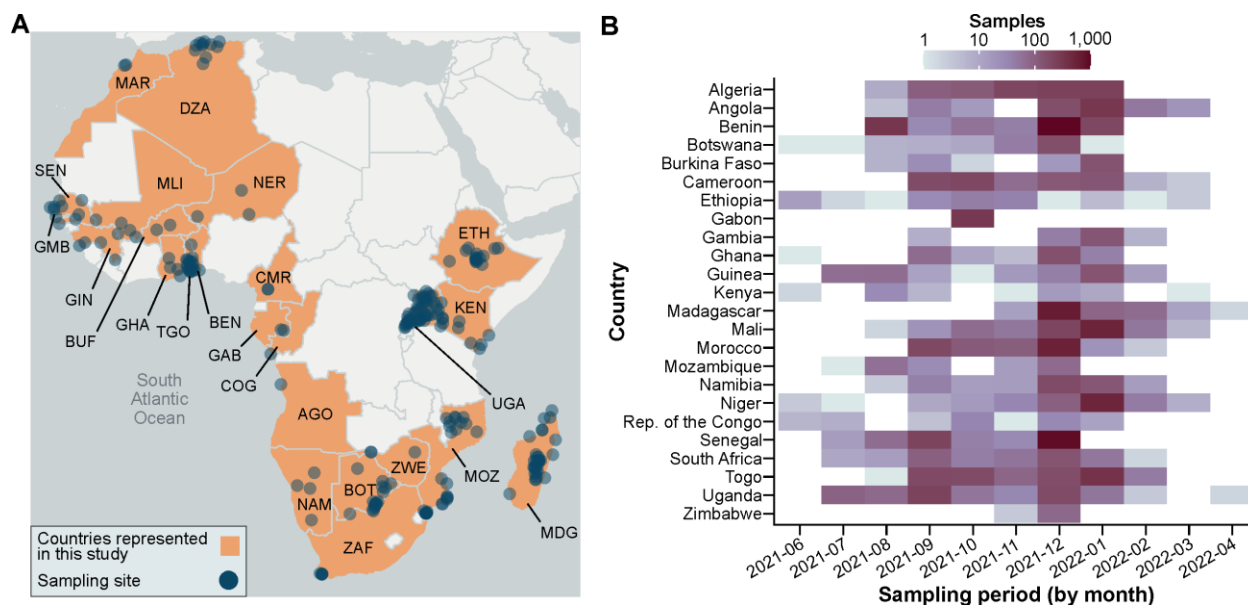 A
MAR
DZA
SEN
MLI
NER
GMB
ETH
CMR
GIN
BEN
KEN
GHA
TGO
BUF
GAB
COG
South
Atlantic
Ocean
UGA
AGO
ZWE
MOZ
NAM
BOT
MDG
ZAF
Countries represented
in this study
Sampling site
B
Samples
1
10
100
1,000
Country
Algeria
Angola
Benin
Botswana
Burkina Faso
Cameroon
Ethiopia
Gabon
Gambia
Ghana
Guinea
Kenya
Madagascar
Mali
Morocco
Mozambique
Namibia
Niger
Rep. of the Congo
Senegal
South Africa
Togo
Uganda
Zimbabwe
2021-06
2021-07
2021-08
2021-09
2021-10
2021-11
2021-12
2022-01
2022-02
2022-03
2022-04
Sampling period (by month)